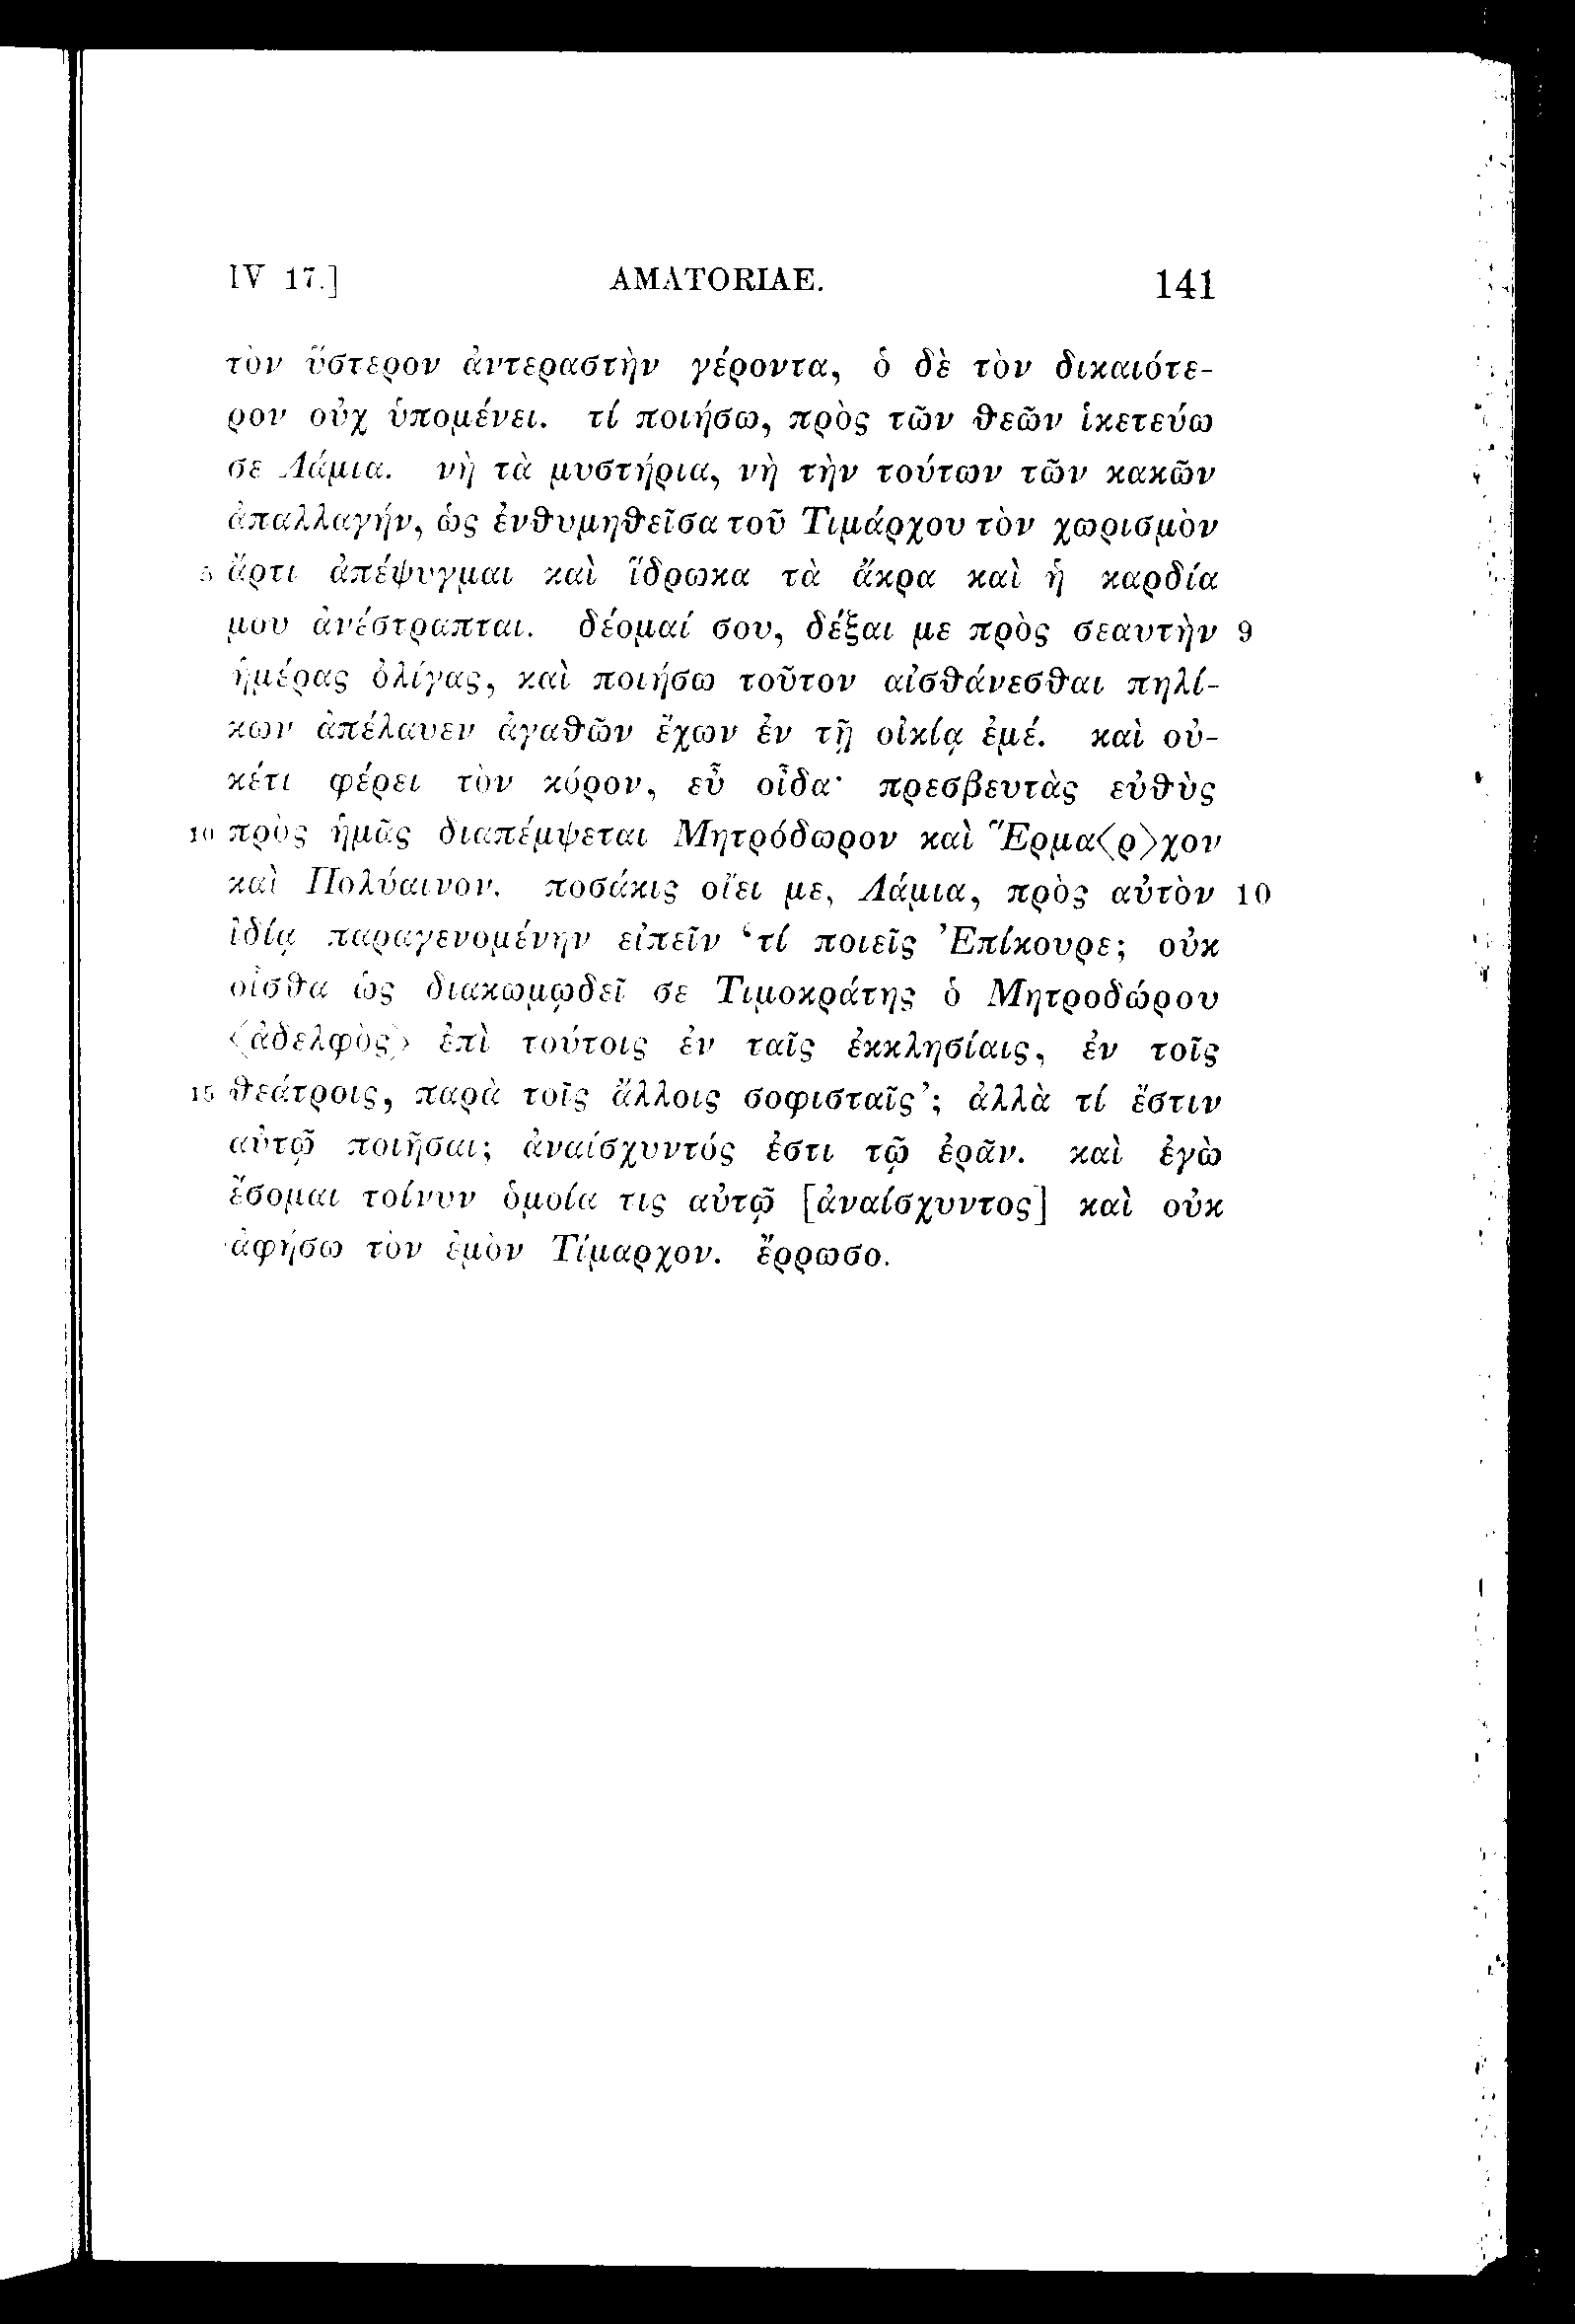 IV 17.] AMATORIAE. 141
τὸν ὕστερον ἀντεραστὴν γέροντα, ὁ δὲ τὸν δικαιότε-
ρον οὐχ ὑπομένει. τί ποιήσω, πρὸς τῶν θεῶν ἱκετεύω
σε Λάμια. νὴ τὰ μυστήρια, νὴ τὴν τούτων τῶν κακῶν
ἀπαλλαγήν, ὡς ἐνθυμηθεῖσα τοῦ Τιμάρχου τὸν χωρισμὸν
5 ἄρτι ἀπέψυγμαι καὶ ἵδρωκα τὰ ἄκρα καὶ ἡ καρδία
μου ἀνέστραπται. δέομαί σου, δέξαι με πρὸς σεαυτὴν 9
ἡμέρας ὀλίγας, καὶ ποιήσω τοῦτον αἰσθάνεσθαι πηλί-
κων ἀπέλαυεν ἀγαθῶν ἔχων ἐν τῇ οἰκίᾳ ἐμέ. καὶ οὐ-
κέτι φέρει τὸν κόρον, εὖ οἶδα· πρεσβευτὰς εὐθὺς
10 πρὸς ἡμᾶς διαπέμψεται Μητρόδωρον καὶ Ἕρμα⟨ρ⟩χον
καὶ Πολύαινον. ποσάκις οἴει με, Λάμια, πρὸς αὐτὸν 10
ἰδίᾳ παραγενομένην εἰπεῖν ‘τί ποιεῖς Ἐπίκουρε; οὐκ
οἶσθα ὡς διακωμῳδεῖ σε Τιμοκράτης ὁ Μητροδώρου
⟨ἀδελφὸς⟩ ἐπὶ τούτοις ἐν ταῖς ἐκκλησίαις, ἐν τοῖς
15 θεάτροις, παρὰ τοῖς ἄλλοις σοφισταῖς’; ἀλλὰ τί ἔστιν
αὐτῷ ποιῆσαι; ἀναίσχυντός ἐστι τῷ ἐρᾶν. καὶ ἐγὼ
ἔσομαι τοίνυν ὁμοία τις αὐτῷ [ἀναίσχυντος] καὶ οὐκ
ἀφήσω τὸν ἐμὸν Τίμαρχον. ἔρρωσο.